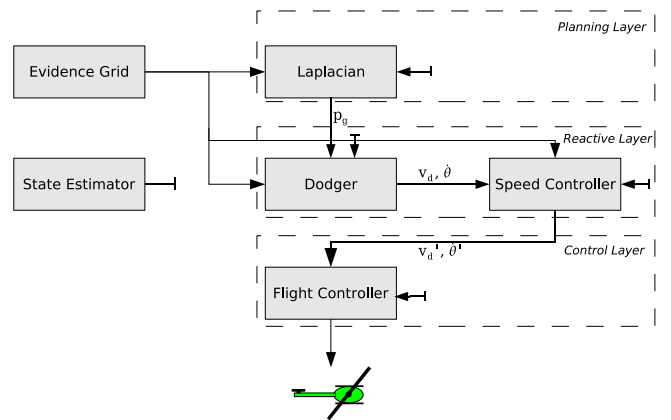 Planning Layer
Evidence Grid
Laplacian
p_g
Reactive Layer
State Estimator
Dodger
v_d, θ̇
Speed Controller
v_d', θ̇'
Control Layer
Flight Controller